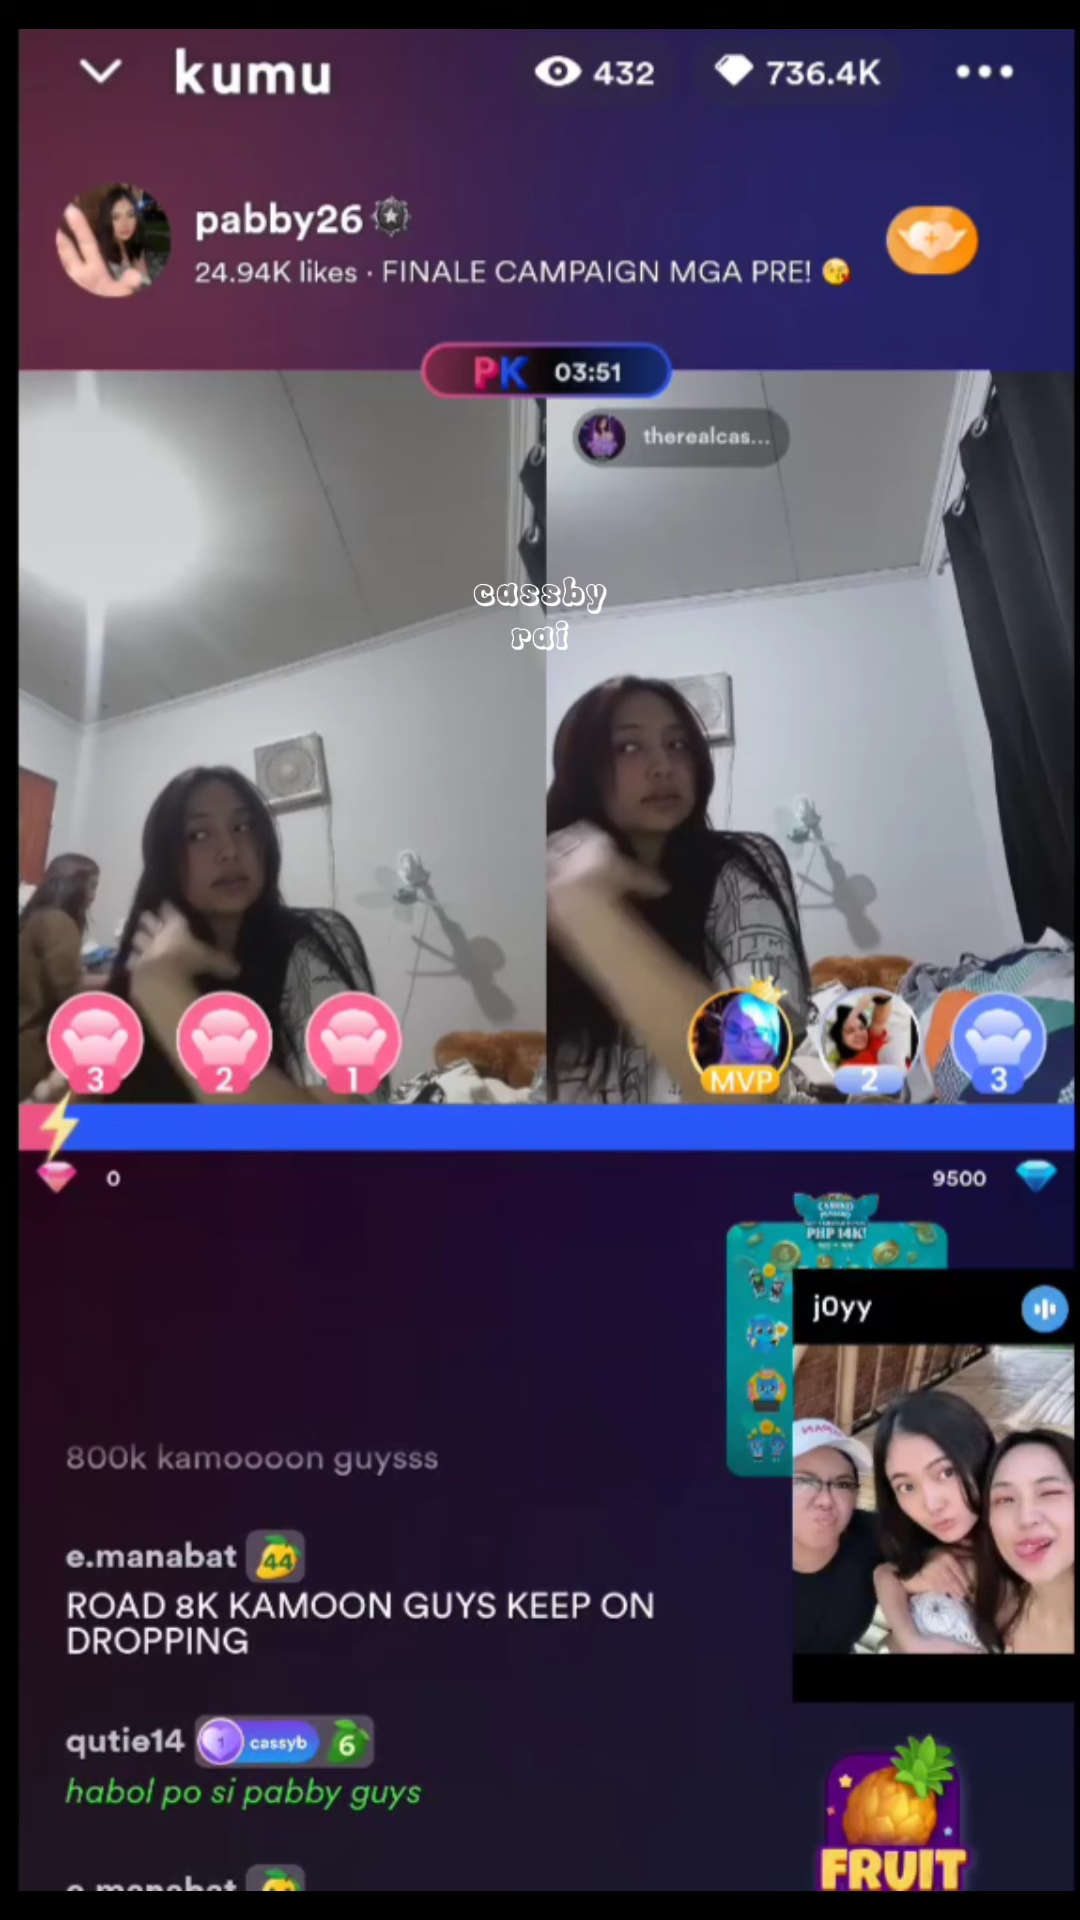 kumu 432 736.4K
pabby26
24.94K likes · FINALE CAMPAIGN MGA PRE! 😘
PK 03:51
therealcas...
cassby
rai
3 2 1 MVP 2 3
0 9500
PHP 14K!
j0yy
800k kamoooon guysss
e.manabat 44
ROAD 8K KAMOON GUYS KEEP ON
DROPPING
qutie14 1 cassyb 6
habol po si pabby guys
e.manabat
FRUIT